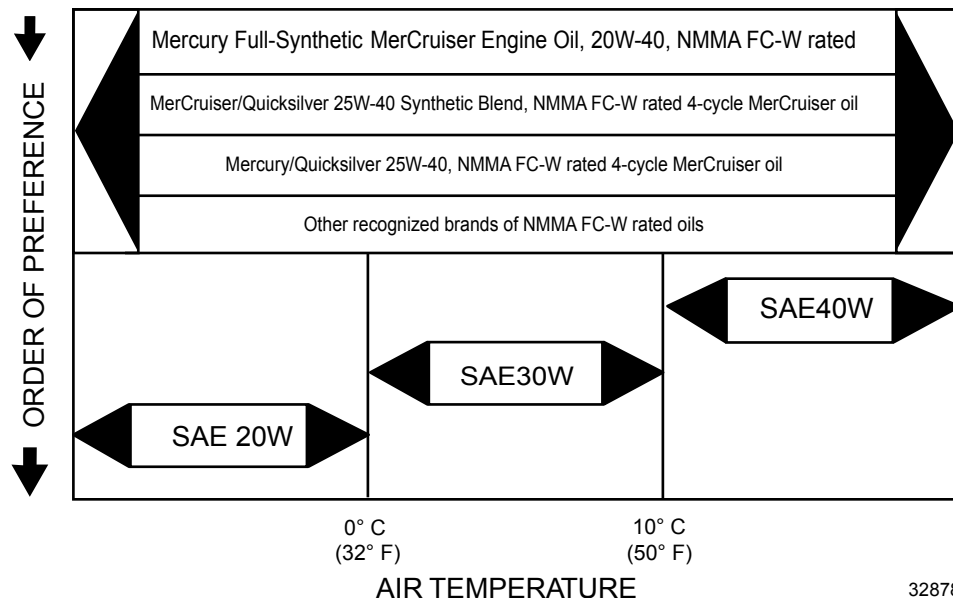 Mercury Full-Synthetic MerCruiser Engine Oil, 20W-40, NMMA FC-W rated
MerCruiser/Quicksilver 25W-40 Synthetic Blend, NMMA FC-W rated 4-cycle MerCruiser oil
Mercury/Quicksilver 25W-40, NMMA FC-W rated 4-cycle MerCruiser oil
Other recognized brands of NMMA FC-W rated oils
ORDER OF PREFERENCE
SAE40W
SAE30W
SAE 20W
0° C
(32° F)
10° C
(50° F)
AIR TEMPERATURE
32878